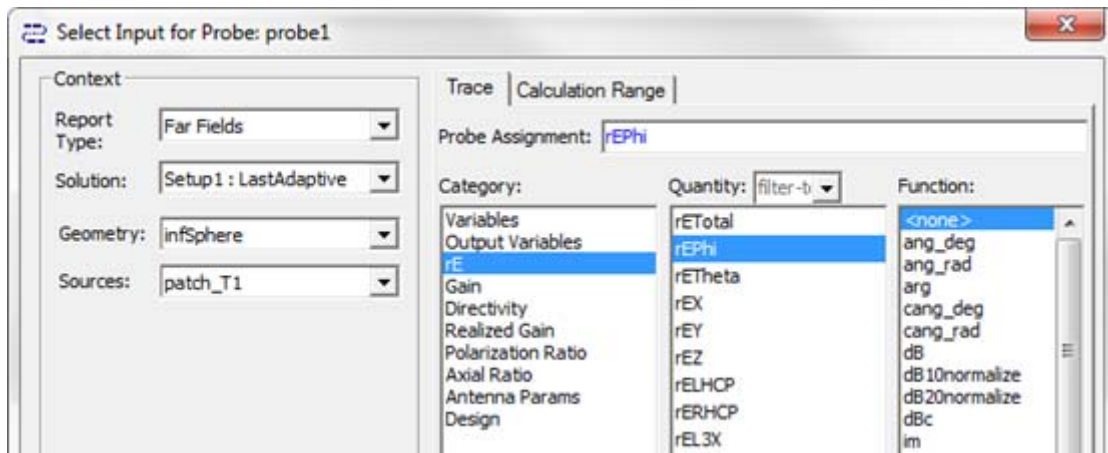 Select Input for Probe: probe1
Context
Report Type:
Far Fields
Solution:
Setup1 : LastAdaptive
Geometry:
infSphere
Sources:
patch_T1
Trace
Calculation Range
Probe Assignment:
rEPhi
Category:
Variables
Output Variables
rE
Gain
Directivity
Realized Gain
Polarization Ratio
Axial Ratio
Antenna Params
Design
Quantity:
filter-t
rETotal
rEPhi
rETheta
rEX
rEY
rEZ
rELHCP
rERHCP
rEL3X
Function:
<none>
ang_deg
ang_rad
arg
cang_deg
cang_rad
dB
dB10normalize
dB20normalize
dBc
im